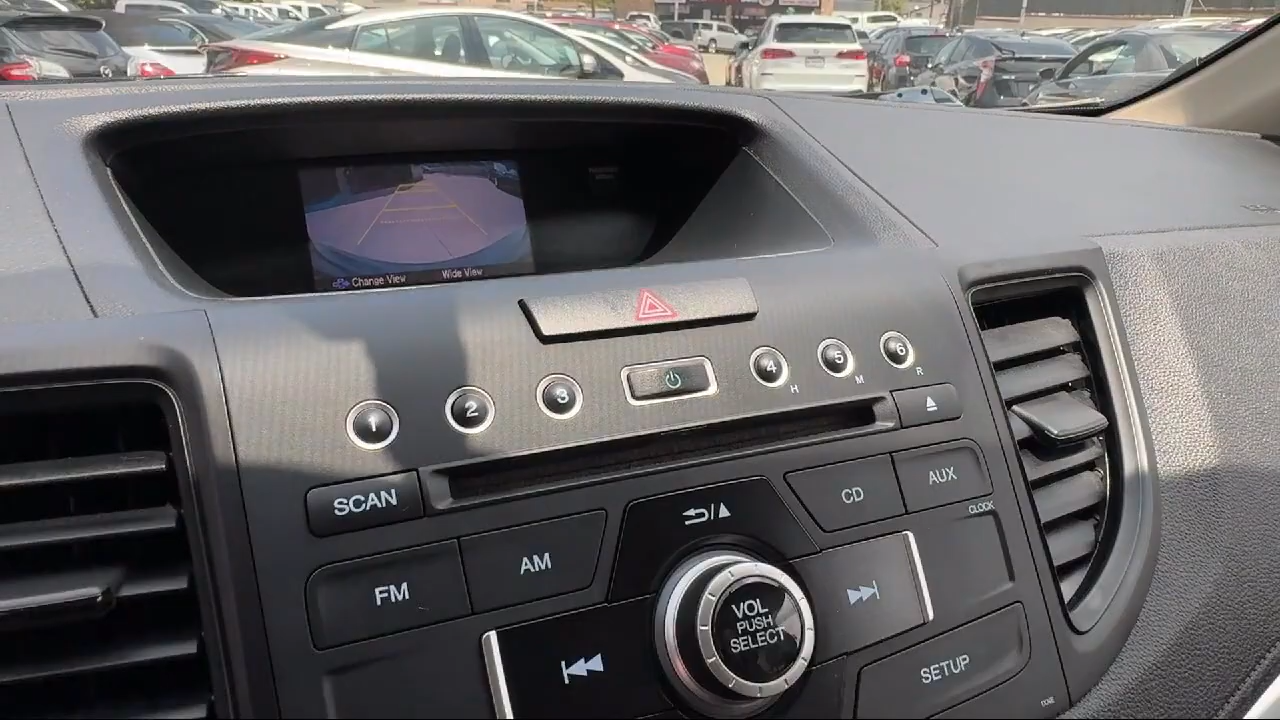 Change View
Wide View
1
2
3
4
H
5
M
6
R
SCAN
CD
AUX
CLOCK
FM
AM
VOL
PUSH
SELECT
SETUP